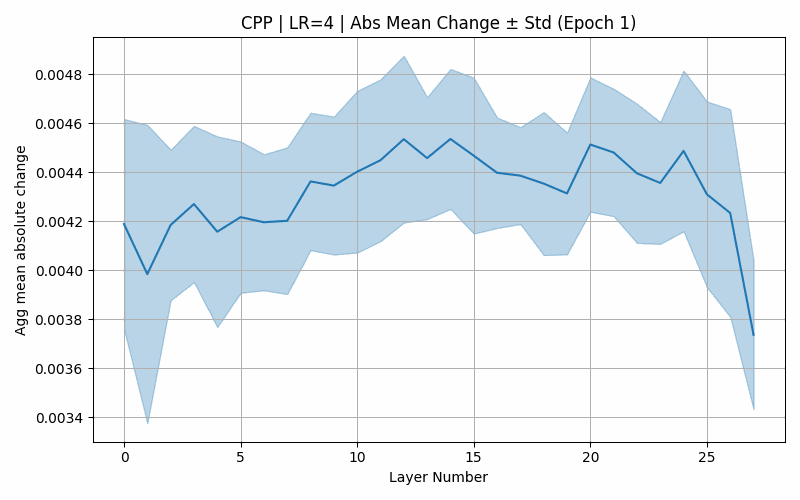 CPP | LR=4 | Abs Mean Change ± Std (Epoch 1)
0.0048
0.0046
0.0044
0.0042
0.0040
0.0038
0.0036
0.0034
Agg mean absolute change
0 5 10 15 20 25
Layer Number